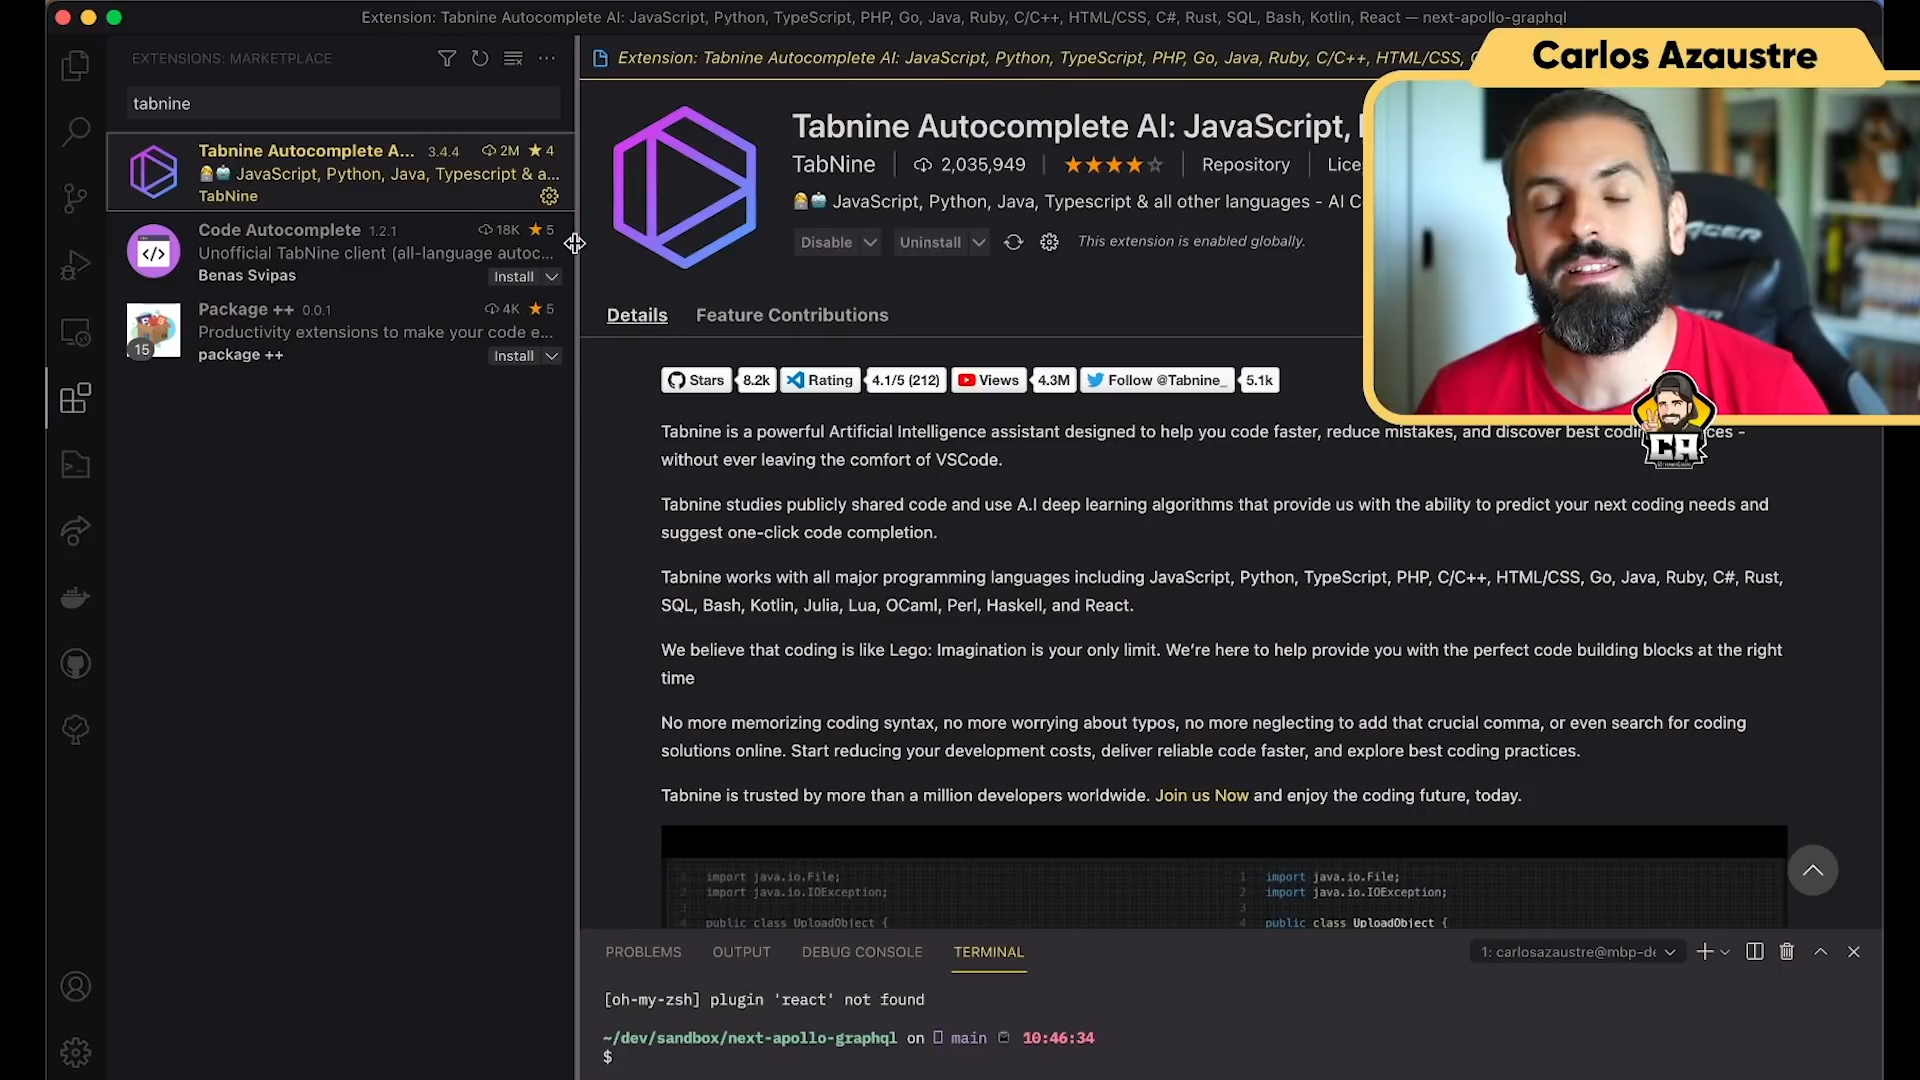 Extension: Tabnine Autocomplete AI: JavaScript, Python, TypeScript, PHP, Go, Java, Ruby, C/C++, HTML/CSS, C#, Rust, SQL, Bash, Kotlin, React — next-apollo-graphql
EXTENSIONS: MARKETPLACE
tabnine
Tabnine Autocomplete A... 3.4.4 2M 4
JavaScript, Python, Java, Typescript & a...
TabNine
Code Autocomplete 1.2.1 18K 5
Unofficial TabNine client (all-language autoc...
Benas Svipas Install
Package ++ 0.0.1 4K 5
Productivity extensions to make your code e...
15
package ++ Install
Extension: Tabnine Autocomplete AI: JavaScript, Python, TypeScript, PHP, Go, Java, Ruby, C/C++, HTML/CSS,
Carlos Azaustre
Tabnine Autocomplete AI: JavaScript,
TabNine 2,035,949 Repository Lice
JavaScript, Python, Java, Typescript & all other languages - AI C
Disable Uninstall This extension is enabled globally.
Details Feature Contributions
Stars 8.2k Rating 4.1/5 (212) Views 4.3M Follow @Tabnine_ 5.1k
Tabnine is a powerful Artificial Intelligence assistant designed to help you code faster, reduce mistakes, and discover best codin ces -
without ever leaving the comfort of VSCode.
Tabnine studies publicly shared code and use A.I deep learning algorithms that provide us with the ability to predict your next coding needs and
suggest one-click code completion.
Tabnine works with all major programming languages including JavaScript, Python, TypeScript, PHP, C/C++, HTML/CSS, Go, Java, Ruby, C#, Rust,
SQL, Bash, Kotlin, Julia, Lua, OCaml, Perl, Haskell, and React.
We believe that coding is like Lego: Imagination is your only limit. We're here to help provide you with the perfect code building blocks at the right
time
No more memorizing coding syntax, no more worrying about typos, no more neglecting to add that crucial comma, or even search for coding
solutions online. Start reducing your development costs, deliver reliable code faster, and explore best coding practices.
Tabnine is trusted by more than a million developers worldwide. Join us Now and enjoy the coding future, today.
1 import java.io.File;
2 import java.io.IOException;
3
4 public class UploadObject {
1 import java.io.File;
2 import java.io.IOException;
3
4 public class UploadObject {
PROBLEMS OUTPUT DEBUG CONSOLE TERMINAL 1: carlosazaustre@mbp-de
[oh-my-zsh] plugin 'react' not found
~/dev/sandbox/next-apollo-graphql on main 10:46:34
$
ACER
CA